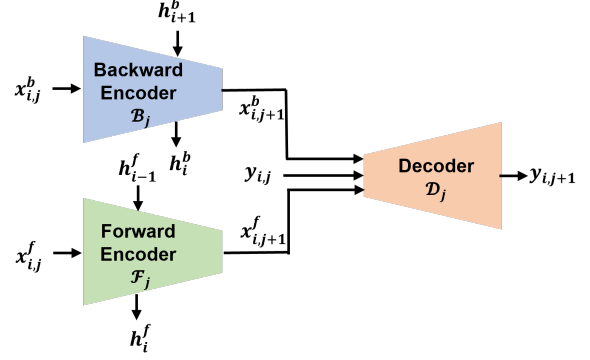 h^b_{i+1}
x^b_{i,j}
Backward
Encoder
ℬ_j
x^b_{i,j+1}
h^b_i
h^f_{i-1}
y_{i,j}
Decoder
𝒟_j
y_{i,j+1}
x^f_{i,j}
Forward
Encoder
ℱ_j
x^f_{i,j+1}
h^f_i